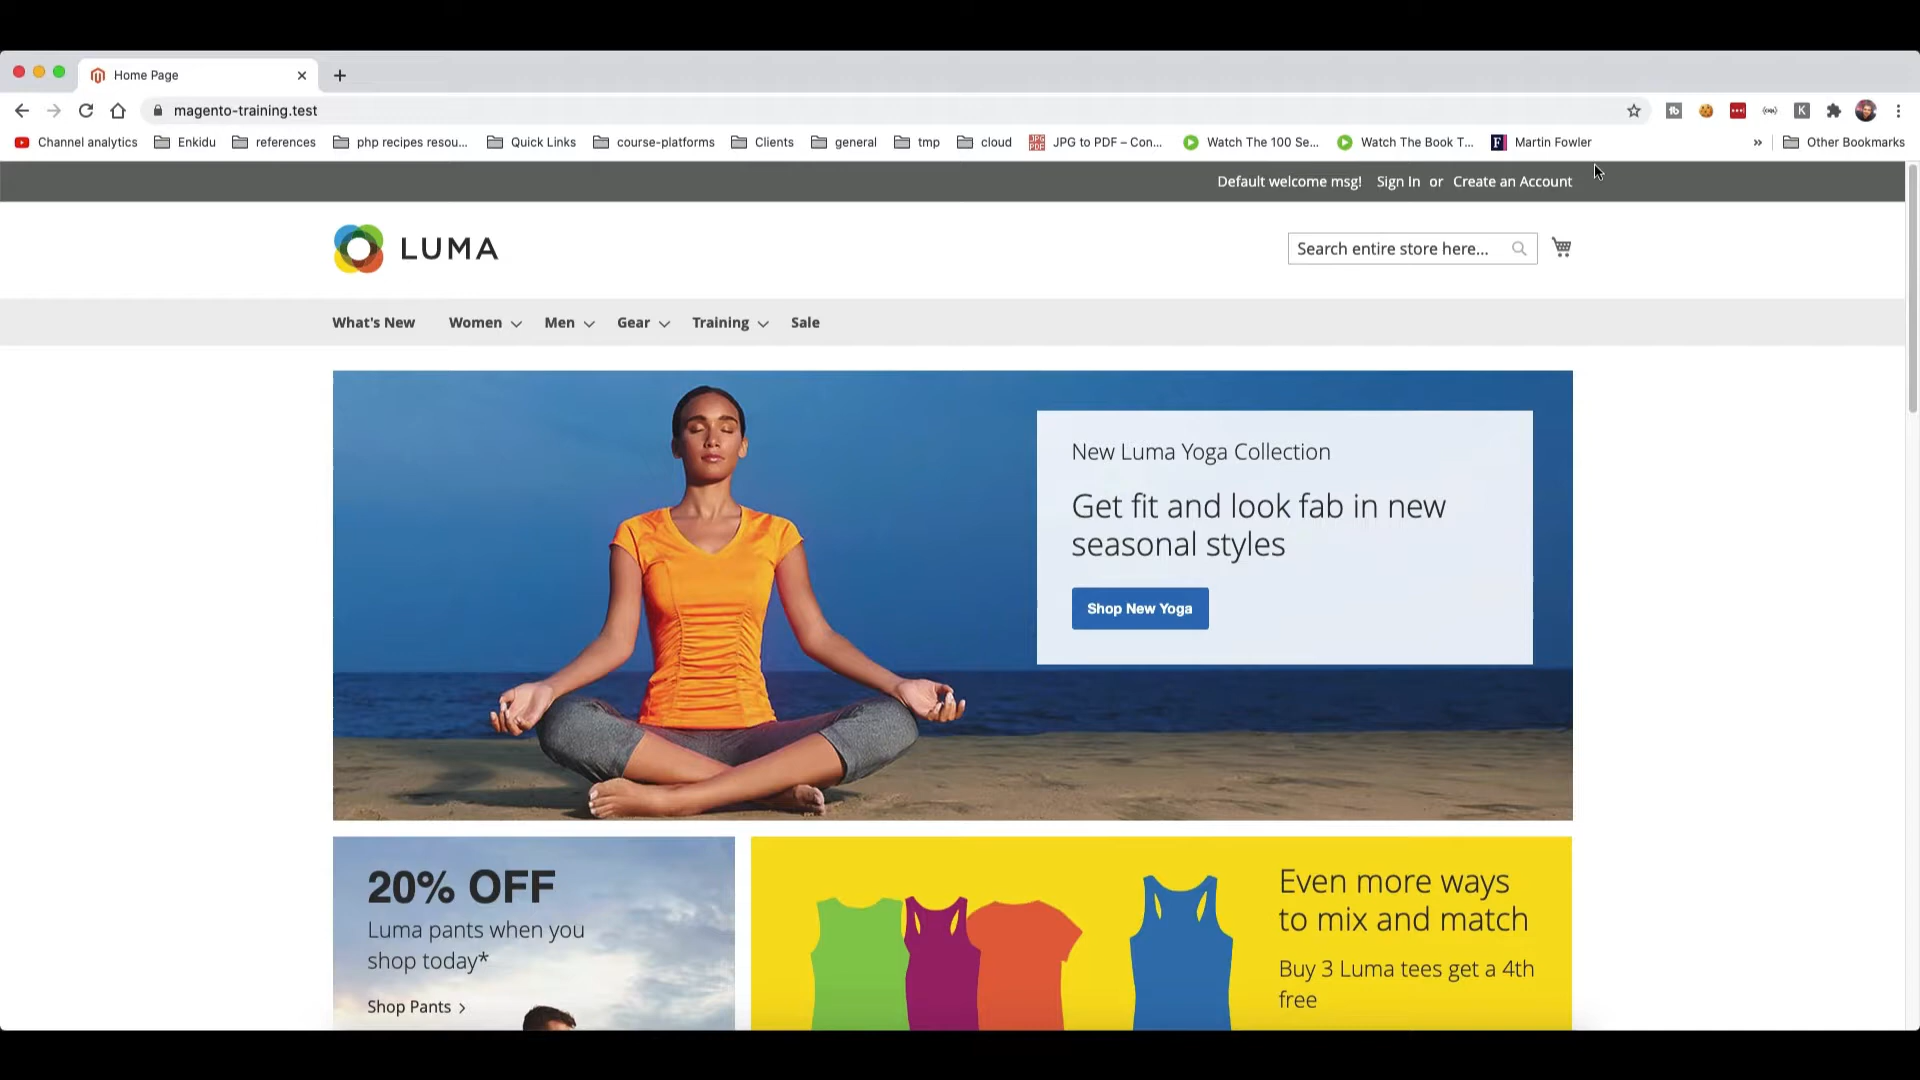 Home Page
magento-training.test
Channel analytics Enkidu references php recipes resou... Quick Links course-platforms Clients general tmp cloud JPG to PDF – Con... Watch The 100 Se... Watch The Book T... F Martin Fowler » Other Bookmarks
Default welcome msg! Sign In or Create an Account
LUMA
Search entire store here...
What's New Women Men Gear Training Sale
New Luma Yoga Collection
Get fit and look fab in new
seasonal styles
Shop New Yoga
20% OFF
Luma pants when you
shop today*
Shop Pants >
Even more ways
to mix and match
Buy 3 Luma tees get a 4th
free